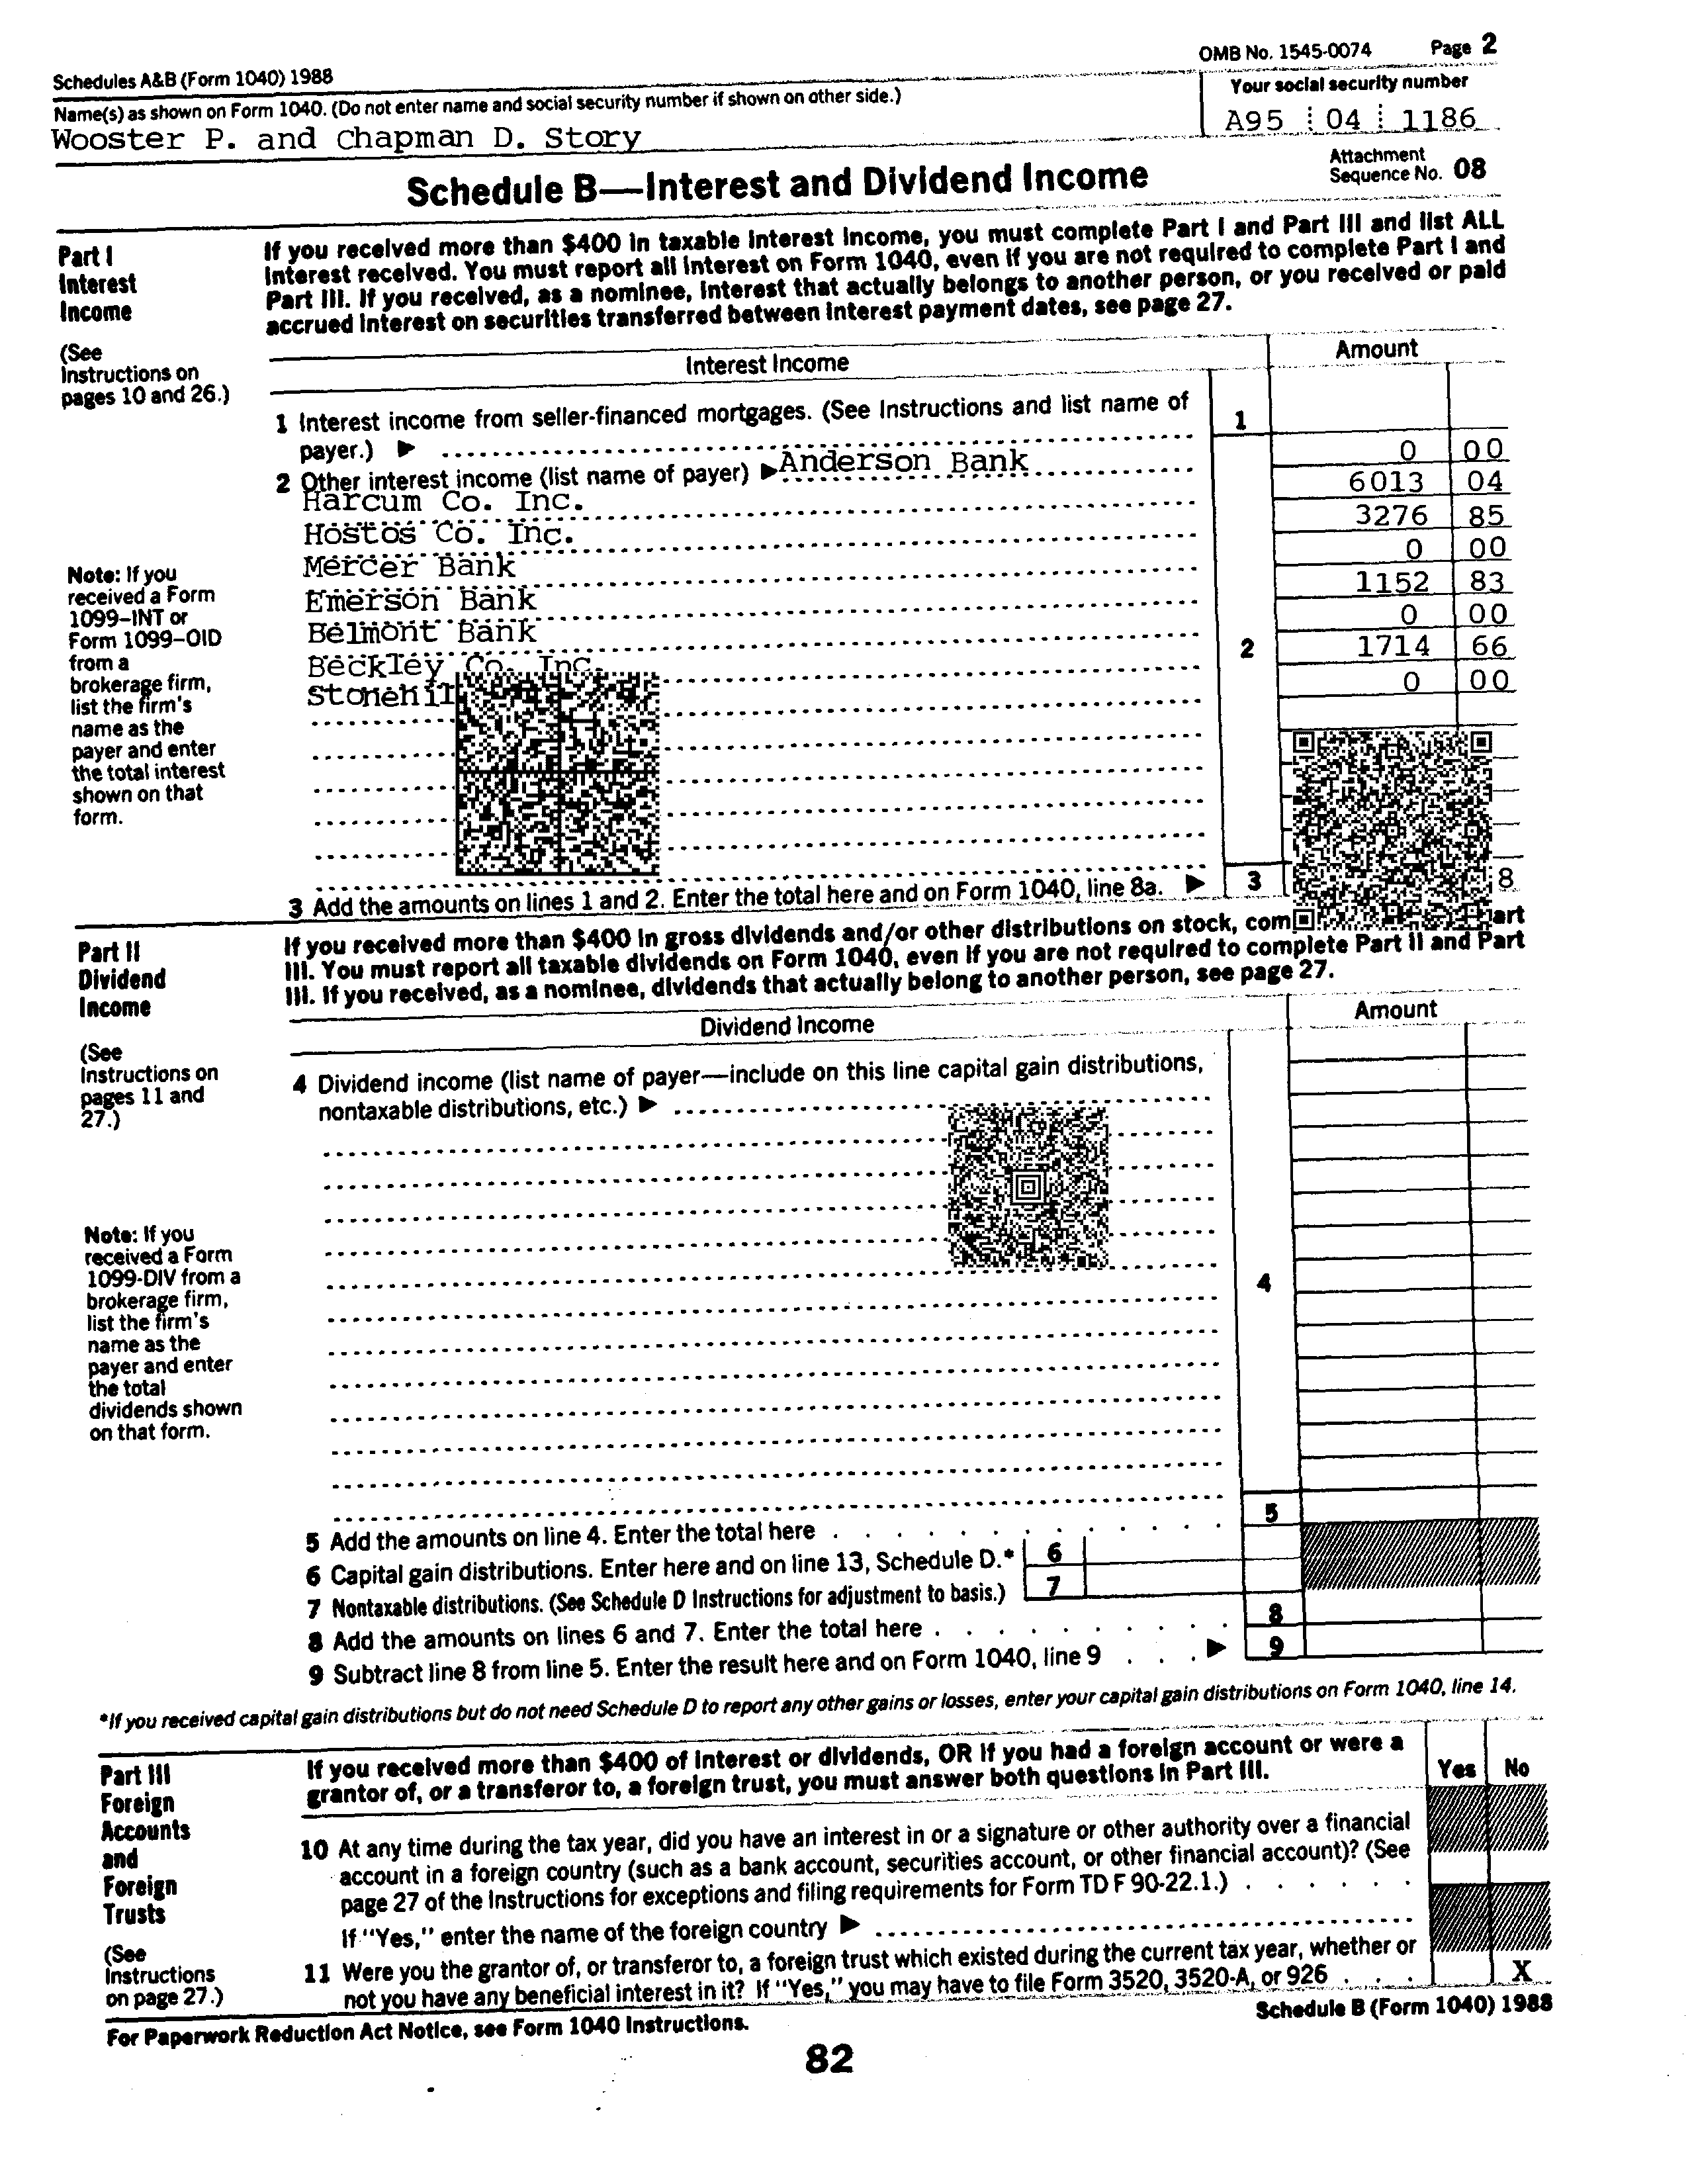 Schedules A&B (Form 1040) 1988
OMB No. 1545-0074 Page 2
Name(s) as shown on Form 1040. (Do not enter name and social security number if shown on other side.)
Your social security number
Wooster P. and Chapman D. Story
A95 04 1186
Schedule B—Interest and Dividend Income
Attachment
Sequence No. 08
Part I
Interest
Income
(See
Instructions on
pages 10 and 26.)
If you received more than $400 in taxable interest income, you must complete Part I and Part III and list ALL
interest received. You must report all interest on Form 1040, even if you are not required to complete Part I and
Part III. If you received, as a nominee, interest that actually belongs to another person, or you received or paid
accrued interest on securities transferred between interest payment dates, see page 27.
Interest Income
Amount
1 Interest income from seller-financed mortgages. (See Instructions and list name of
payer.) ▶
1
2 Other interest income (list name of payer) ▶ Anderson Bank 0 00
Harcum Co. Inc. 6013 04
Hostos Co. Inc. 3276 85
Mercer Bank 0 00
Emerson Bank 1152 83
Belmont Bank 0 00
Beckley Co. Inc. 2 1714 66
0 00
Note: If you
received a Form
1099-INT or
Form 1099-OID
from a
brokerage firm,
list the firm's
name as the
payer and enter
the total interest
shown on that
form.
3 Add the amounts on lines 1 and 2. Enter the total here and on Form 1040, line 8a. ▶ 3 8
Part II
Dividend
Income
(See
Instructions on
pages 11 and
27.)
If you received more than $400 in gross dividends and/or other distributions on stock,
III. You must report all taxable dividends on Form 1040, even if you are not required to complete Part II and Part
III. If you received, as a nominee, dividends that actually belong to another person, see page 27.
Dividend Income
Amount
4 Dividend income (list name of payer—include on this line capital gain distributions,
nontaxable distributions, etc.) ▶
4
Note: If you
received a Form
1099-DIV from a
brokerage firm,
list the firm's
name as the
payer and enter
the total
dividends shown
on that form.
5 Add the amounts on line 4. Enter the total here 5
6 Capital gain distributions. Enter here and on line 13, Schedule D.* 6
7 Nontaxable distributions. (See Schedule D Instructions for adjustment to basis.) 7
8 Add the amounts on lines 6 and 7. Enter the total here 8
9 Subtract line 8 from line 5. Enter the result here and on Form 1040, line 9 ▶ 9
*If you received capital gain distributions but do not need Schedule D to report any other gains or losses, enter your capital gain distributions on Form 1040, line 14.
Part III
Foreign
Accounts
and
Foreign
Trusts
(See
Instructions
on page 27.)
If you received more than $400 of interest or dividends, OR if you had a foreign account or were a
grantor of, or a transferor to, a foreign trust, you must answer both questions in Part III.
Yes No
10 At any time during the tax year, did you have an interest in or a signature or other authority over a financial
account in a foreign country (such as a bank account, securities account, or other financial account)? (See
page 27 of the Instructions for exceptions and filing requirements for Form TD F 90-22.1.)
If "Yes," enter the name of the foreign country ▶
11 Were you the grantor of, or transferor to, a foreign trust which existed during the current tax year, whether or
not you have any beneficial interest in it? If "Yes," you may have to file Form 3520, 3520-A, or 926 X
For Paperwork Reduction Act Notice, see Form 1040 Instructions.
Schedule B (Form 1040) 1988
82